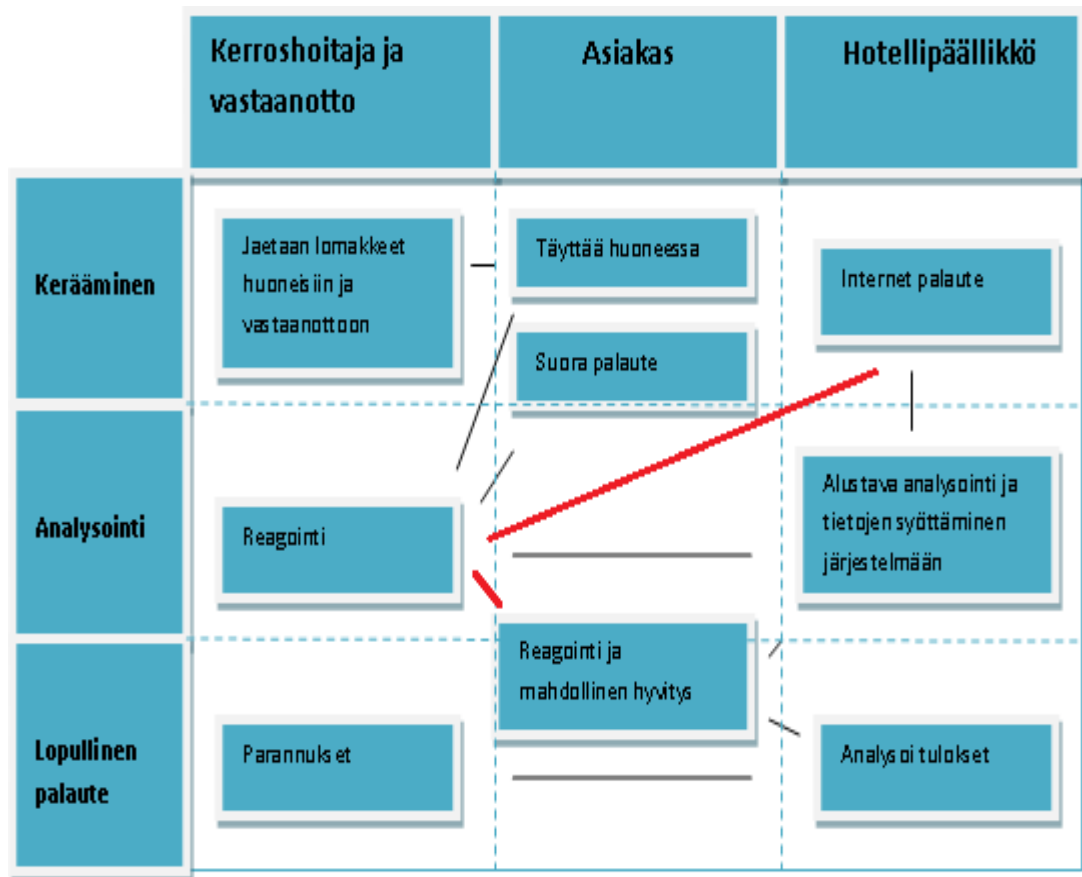 Kerroshoitaja ja
vastaanotto
Asiakas
Hotellipäällikkö
Kerääminen
Jaetaan lomakkeet
huoneisiin ja
vastaanottoon
Täyttää huoneessa
Suora palaute
Internet palaute
Analysointi
Reagointi
Alustava analysointi ja
tietojen syöttäminen
järjestelmään
Reagointi ja
mahdollinen hyvitys
Lopullinen
palaute
Parannukset
Analysoi tulokset